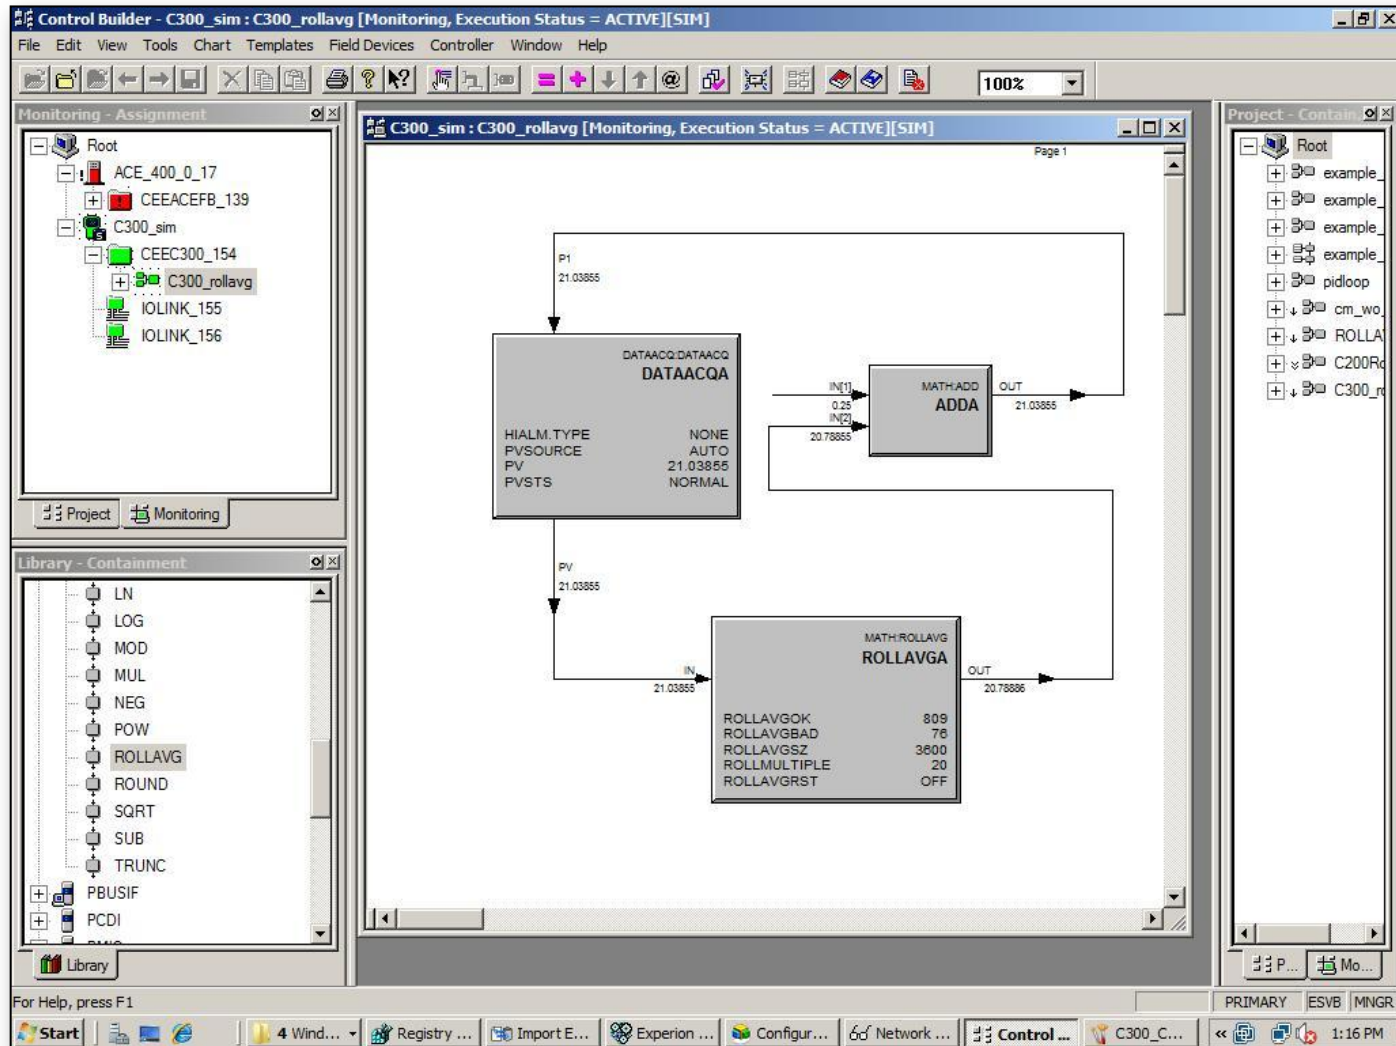 Control Builder - C300_sim : C300_rollavg [Monitoring, Execution Status = ACTIVE][SIM]
File Edit View Tools Chart Templates Field Devices Controller Window Help
100%
Monitoring - Assignment
Root
ACE_400_0_17
CEEACEFB_139
C300_sim
CEEC300_154
C300_rollavg
IOLINK_155
IOLINK_156
Project Monitoring
Library - Containment
LN
LOG
MOD
MUL
NEG
POW
ROLLAVG
ROUND
SQRT
SUB
TRUNC
PBUSIF
PCDI
Library
C300_sim : C300_rollavg [Monitoring, Execution Status = ACTIVE][SIM]
Page 1
P1
21.03855
DATAACQ:DATAACQ
DATAACQA
HIALM.TYPE NONE
PVSOURCE AUTO
PV 21.03855
PVSTS NORMAL
IN[1]
0.25
IN[2]
20.78855
MATH:ADD
ADDA
OUT
21.03855
PV
21.03855
IN
21.03855
MATH:ROLLAVG
ROLLAVGA
OUT
20.78886
ROLLAVGOK 809
ROLLAVGBAD 76
ROLLAVGSZ 3600
ROLLMULTIPLE 20
ROLLAVGRST OFF
Project - Contain
Root
example_
example_
example_
example_
pidloop
cm_wo_
ROLLA
C200Ro
C300_ro
P... Mo...
For Help, press F1
PRIMARY ESVB MNGR
Start 4 Wind... Registry ... Import E... Experion ... Configur... Network ... Control ... C300_C... « 1:16 PM